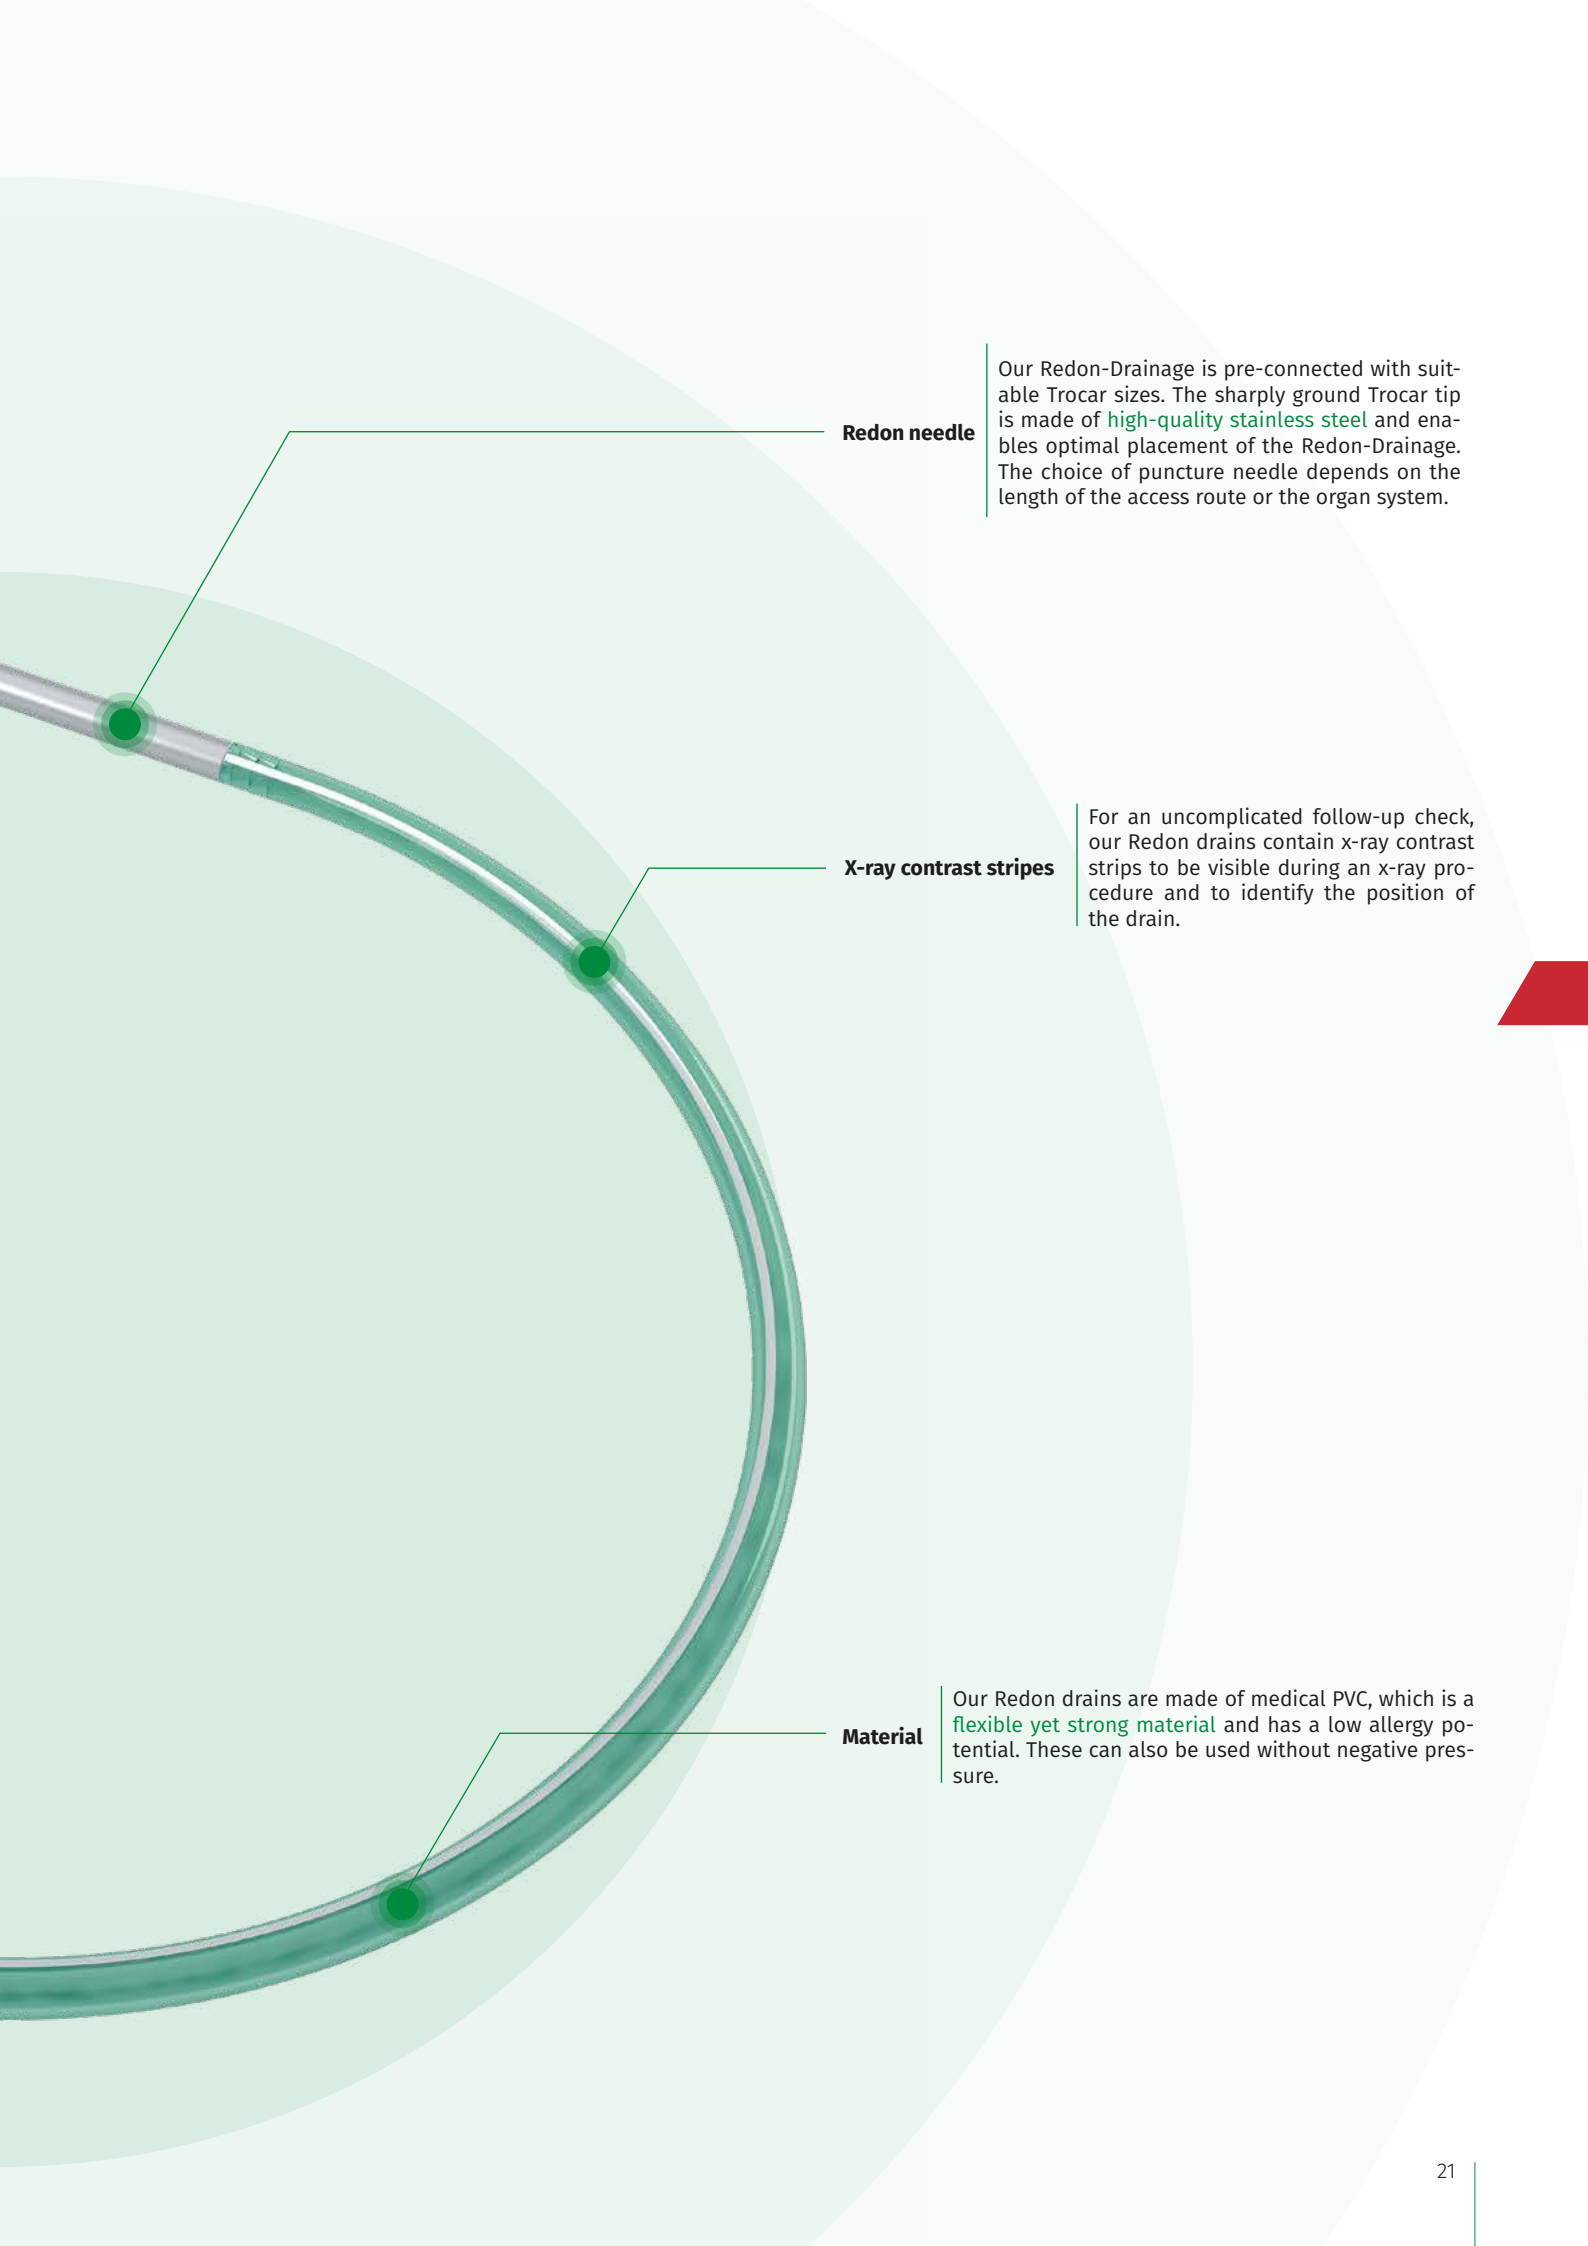 Our Redon-Drainage is pre-connected with suit-
able Trocar sizes. The sharply ground Trocar tip
is made of high-quality stainless steel and ena-
bles optimal placement of the Redon-Drainage.
The choice of puncture needle depends on the
length of the access route or the organ system.
Redon needle
For an uncomplicated follow-up check,
our Redon drains contain x-ray contrast
strips to be visible during an x-ray pro-
cedure and to identify the position of
the drain.
X-ray contrast stripes
Our Redon drains are made of medical PVC, which is a
flexible yet strong material and has a low allergy po-
tential. These can also be used without negative pres-
sure.
Material
21